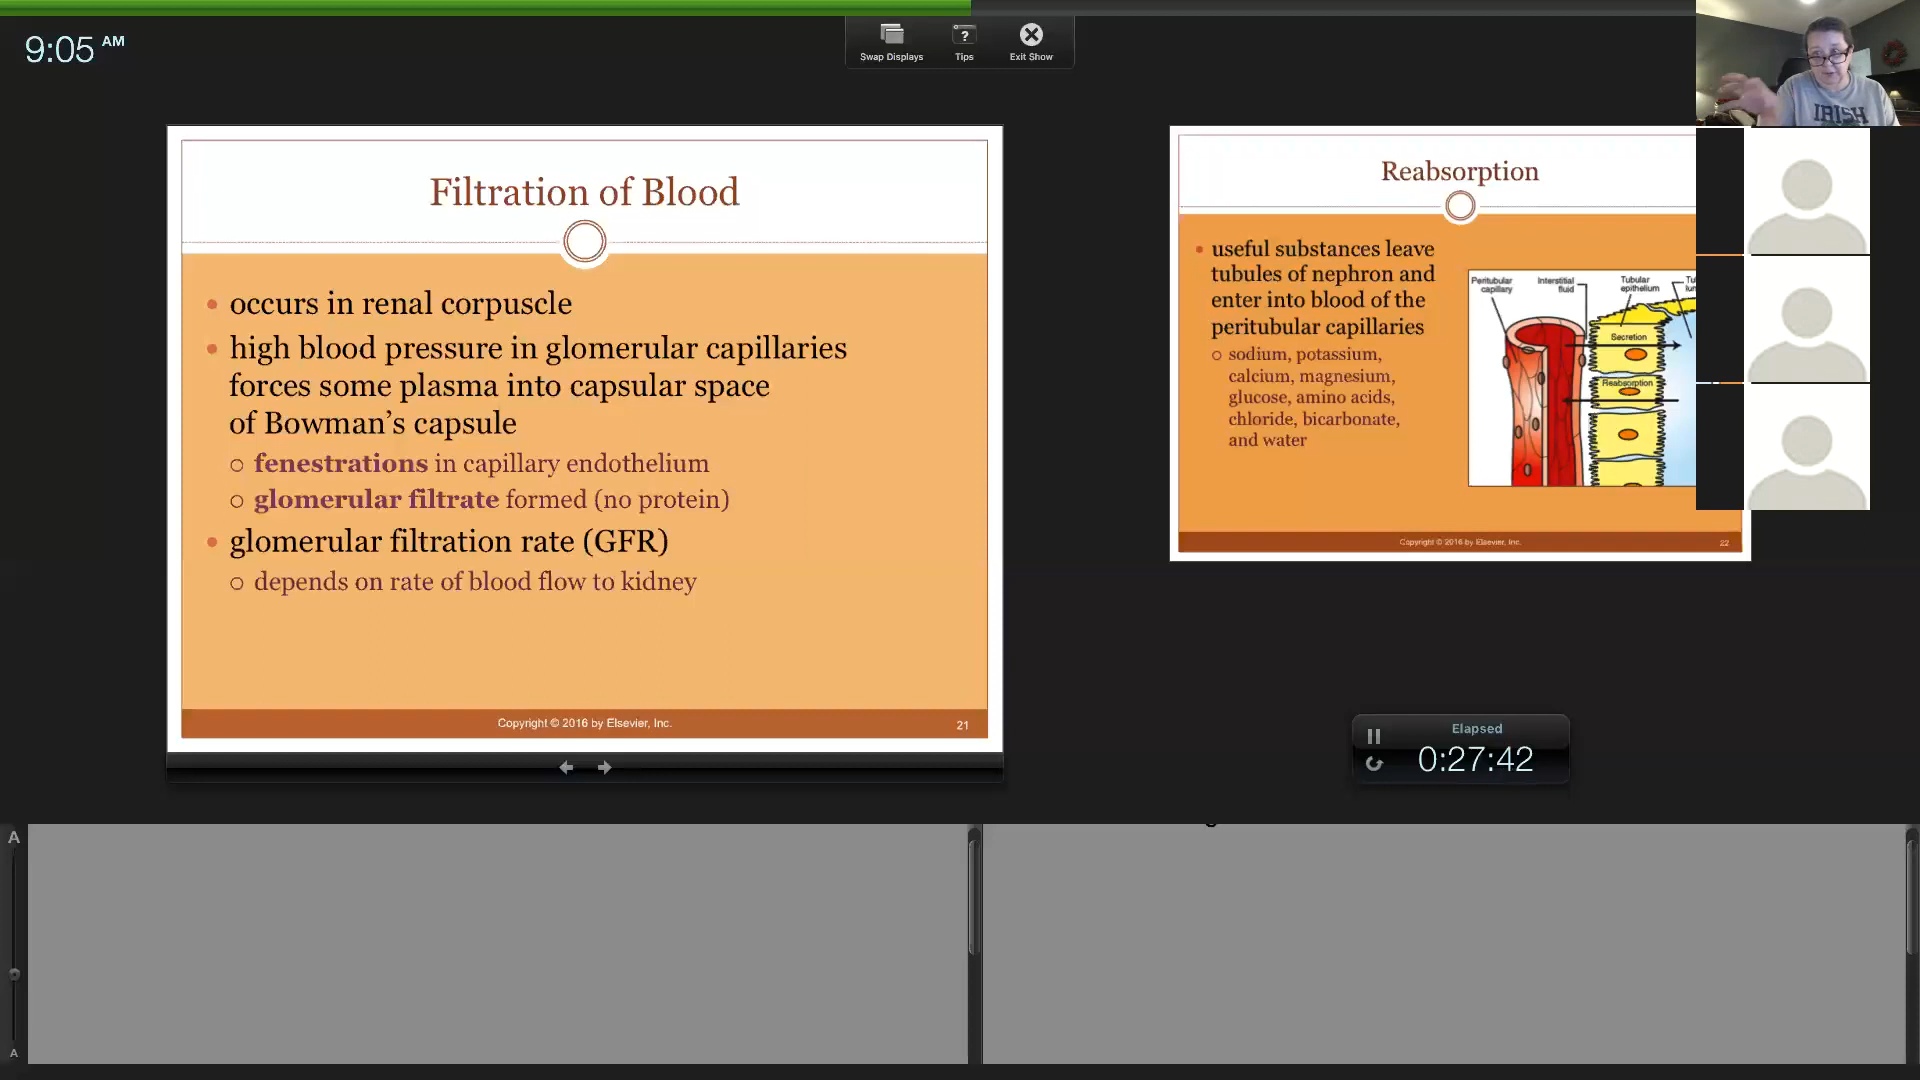 9:05 AM
Swap Displays
Tips
Exit Show
IRISH
Filtration of Blood
• occurs in renal corpuscle
• high blood pressure in glomerular capillaries
forces some plasma into capsular space
of Bowman’s capsule
○ fenestrations in capillary endothelium
○ glomerular filtrate formed (no protein)
• glomerular filtration rate (GFR)
○ depends on rate of blood flow to kidney
Copyright © 2016 by Elsevier, Inc.
21
Reabsorption
• useful substances leave
tubules of nephron and
enter into blood of the
peritubular capillaries
○ sodium, potassium,
calcium, magnesium,
glucose, amino acids,
chloride, bicarbonate,
and water
Peritubular
capillary
Interstitial
fluid
Tubular
epithelium
Secretion
Reabsorption
Copyright © 2016 by Elsevier, Inc.
22
Elapsed
0:27:42
A
A